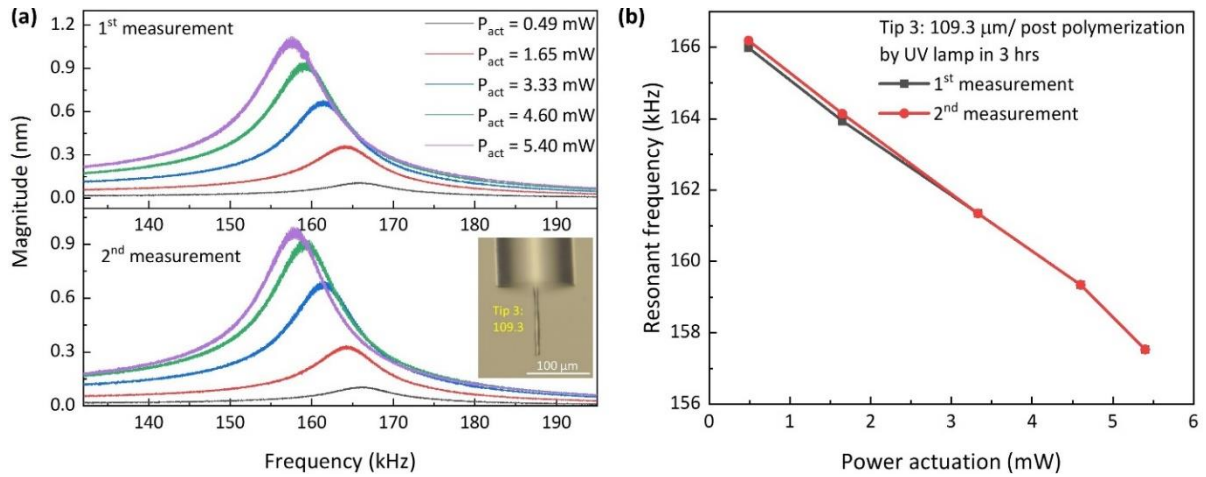 (a)
1st measurement
P_act = 0.49 mW
P_act = 1.65 mW
P_act = 3.33 mW
P_act = 4.60 mW
P_act = 5.40 mW
1.2
0.9
0.6
0.3
0.0
140 150 160 170 180 190
2nd measurement
0.9
0.6
0.3
0.0
140 150 160 170 180 190
Magnitude (nm)
Frequency (kHz)
Tip 3:
109.3
100 µm
(b)
Tip 3: 109.3 µm/ post polymerization
by UV lamp in 3 hrs
1st measurement
2nd measurement
166
164
162
160
158
156
0 1 2 3 4 5 6
Resonant frequency (kHz)
Power actuation (mW)